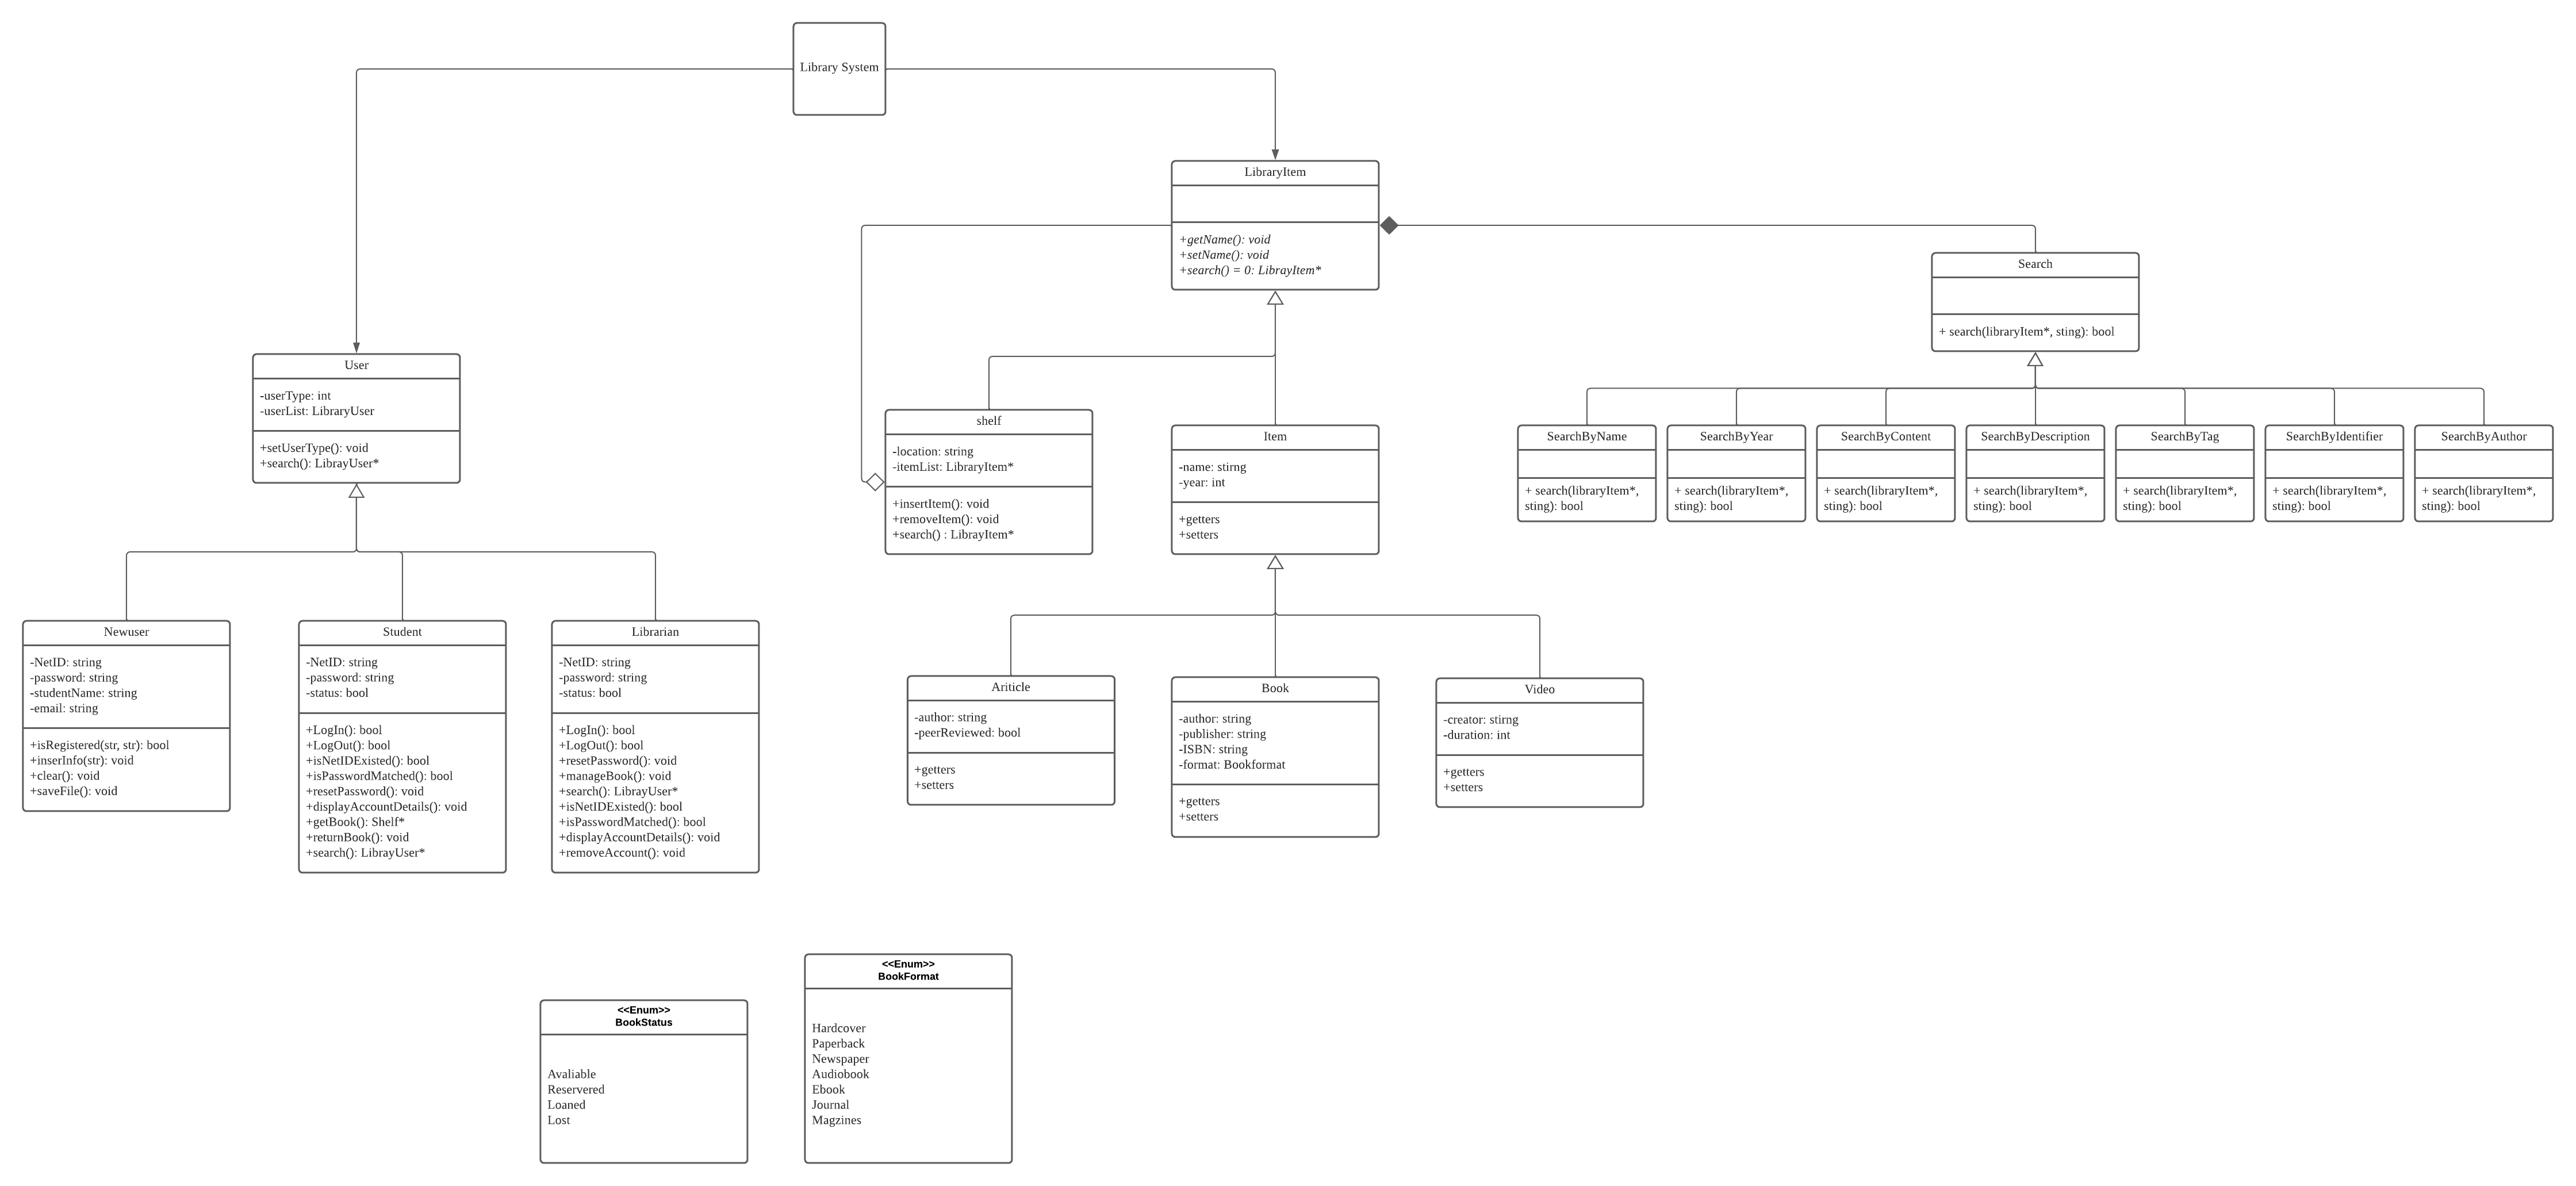 Library System
LibraryItem
+getName(): void
+setName(): void
+search() = 0: LibrayItem*
Search
+ search(libraryItem*, sting): bool
User
-userType: int
-userList: LibraryUser
+setUserType(): void
+search(): LibrayUser*
shelf
-location: string
-itemList: LibraryItem*
+insertItem(): void
+removeItem(): void
+search() : LibrayItem*
Item
-name: stirng
-year: int
+getters
+setters
SearchByName
+ search(libraryItem*,
sting): bool
SearchByYear
+ search(libraryItem*,
sting): bool
SearchByContent
+ search(libraryItem*,
sting): bool
SearchByDescription
+ search(libraryItem*,
sting): bool
SearchByTag
+ search(libraryItem*,
sting): bool
SearchByIdentifier
+ search(libraryItem*,
sting): bool
SearchByAuthor
+ search(libraryItem*,
sting): bool
Newuser
-NetID: string
-password: string
-studentName: string
-email: string
+isRegistered(str, str): bool
+inserInfo(str): void
+clear(): void
+saveFile(): void
Student
-NetID: string
-password: string
-status: bool
+LogIn(): bool
+LogOut(): bool
+isNetIDExisted(): bool
+isPasswordMatched(): bool
+resetPassword(): void
+displayAccountDetails(): void
+getBook(): Shelf*
+returnBook(): void
+search(): LibrayUser*
Librarian
-NetID: string
-password: string
-status: bool
+LogIn(): bool
+LogOut(): bool
+resetPassword(): void
+manageBook(): void
+search(): LibrayUser*
+isNetIDExisted(): bool
+isPasswordMatched(): bool
+displayAccountDetails(): void
+removeAccount(): void
Ariticle
-author: string
-peerReviewed: bool
+getters
+setters
Book
-author: string
-publisher: string
-ISBN: string
-format: Bookformat
+getters
+setters
Video
-creator: stirng
-duration: int
+getters
+setters
<<Enum>>
BookStatus
Avaliable
Reservered
Loaned
Lost
<<Enum>>
BookFormat
Hardcover
Paperback
Newspaper
Audiobook
Ebook
Journal
Magzines